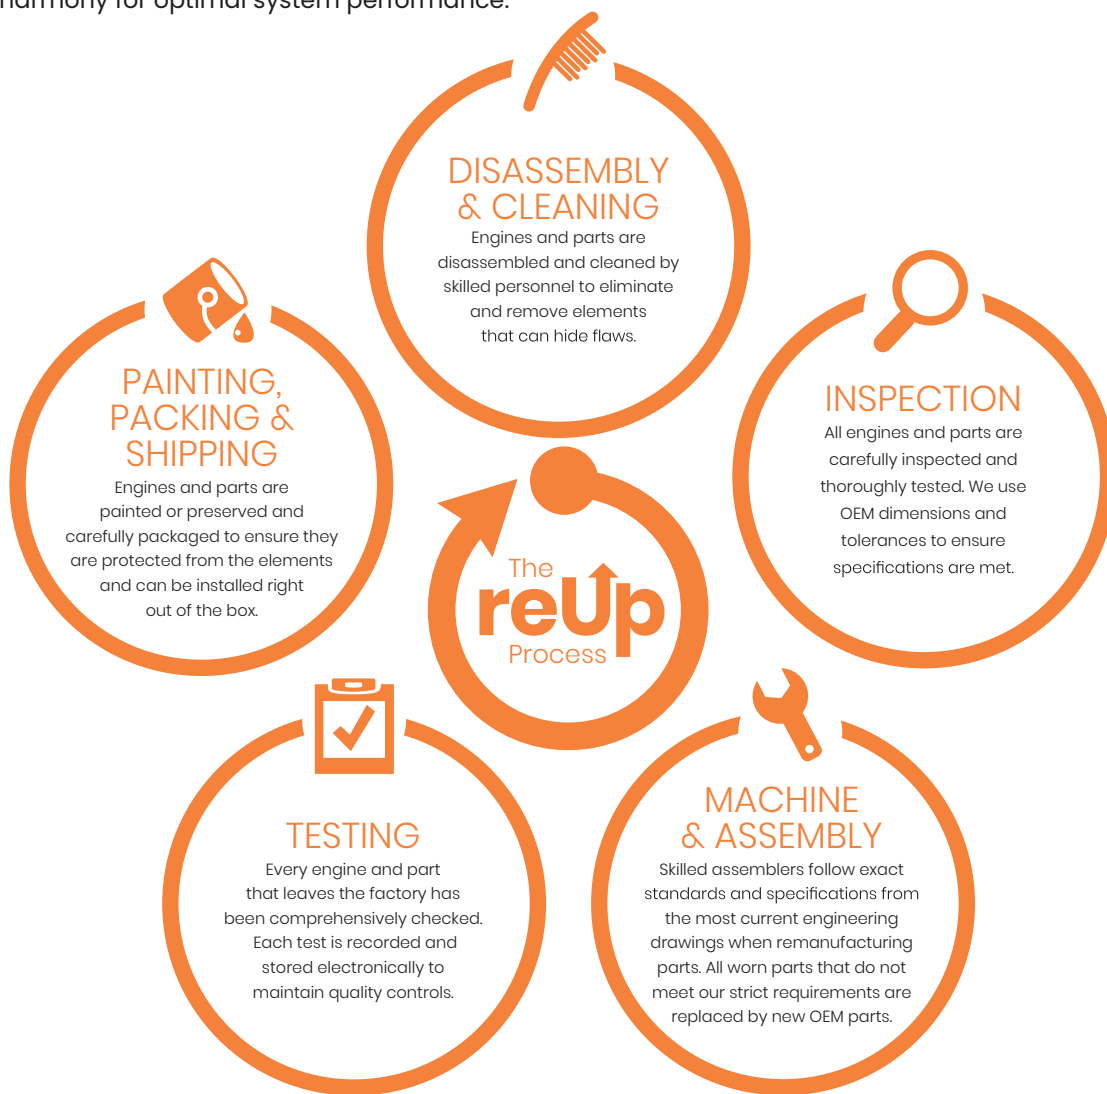 harmony for optimal system performance.
DISASSEMBLY
& CLEANING
Engines and parts are
disassembled and cleaned by
skilled personnel to eliminate
and remove elements
that can hide flaws.
INSPECTION
All engines and parts are
carefully inspected and
thoroughly tested. We use
OEM dimensions and
tolerances to ensure
specifications are met.
MACHINE
& ASSEMBLY
Skilled assemblers follow exact
standards and specifications from
the most current engineering
drawings when remanufacturing
parts. All worn parts that do not
meet our strict requirements are
replaced by new OEM parts.
TESTING
Every engine and part
that leaves the factory has
been comprehensively checked.
Each test is recorded and
stored electronically to
maintain quality controls.
PAINTING,
PACKING &
SHIPPING
Engines and parts are
painted or preserved and
carefully packaged to ensure they
are protected from the elements
and can be installed right
out of the box.
The
reUp
Process